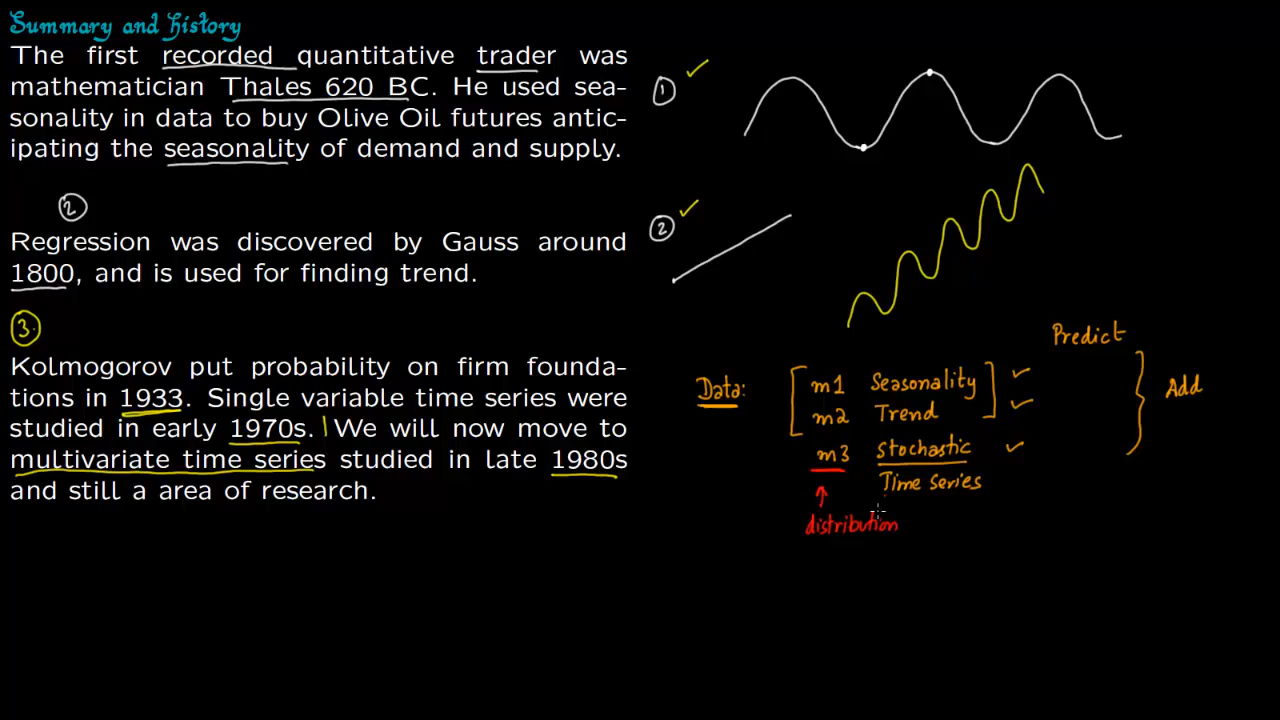 Summary and History
The first recorded quantitative trader was
mathematician Thales 620 BC. He used sea-
sonality in data to buy Olive Oil futures antic-
ipating the seasonality of demand and supply.
2
Regression was discovered by Gauss around
1800, and is used for finding trend.
3.
Kolmogorov put probability on firm founda-
tions in 1933. Single variable time series were
studied in early 1970s. We will now move to
multivariate time series studied in late 1980s
and still a area of research.
1
2
Predict
Data: m1 Seasonality
m2 Trend
Add
m3 Stochastic
Time series
distribution